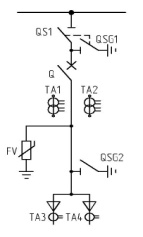 QS1 QSG1
Q
TA1 TA2
FV
QSG2
TA3 TA4